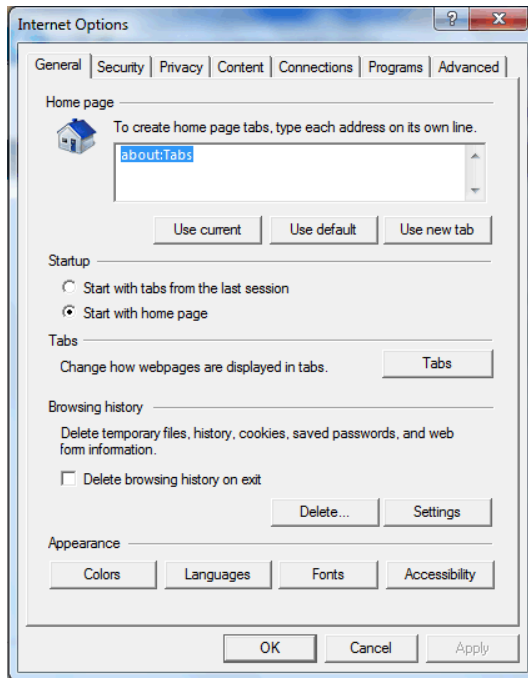 Internet Options
General Security Privacy Content Connections Programs Advanced
Home page
To create home page tabs, type each address on its own line.
about:Tabs
Use current Use default Use new tab
Startup
Start with tabs from the last session
Start with home page
Tabs
Change how webpages are displayed in tabs.
Tabs
Browsing history
Delete temporary files, history, cookies, saved passwords, and web
form information.
Delete browsing history on exit
Delete... Settings
Appearance
Colors Languages Fonts Accessibility
OK Cancel Apply